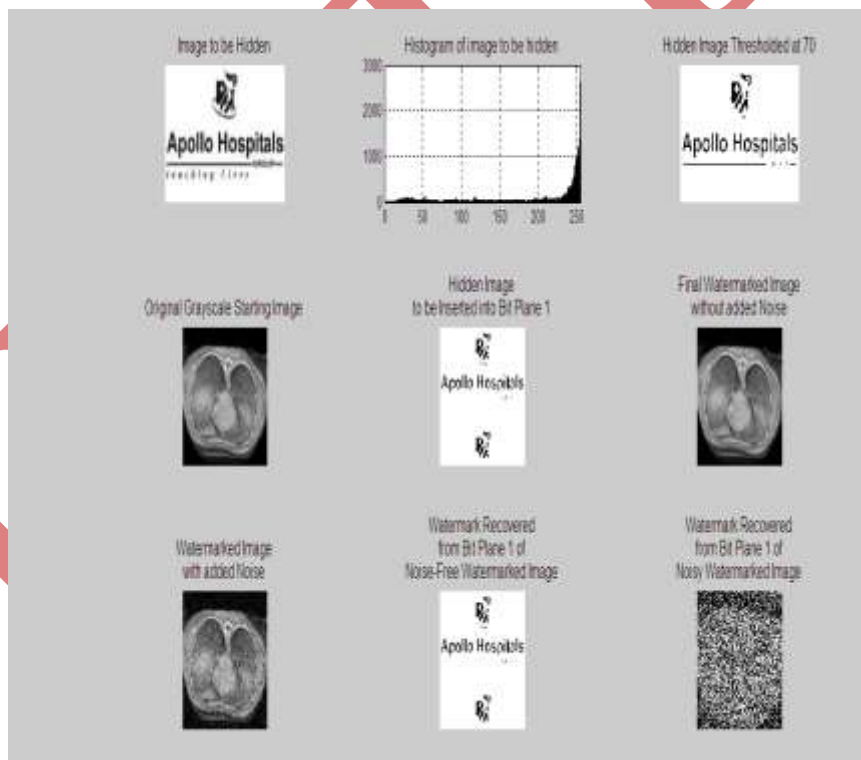 Image to be Hidden
Histogram of image to be hidden
Hidden Image Thresholded at 70
Apollo Hospitals
touching lives
3000
2000
1000
0
0 50 100 150 200 250
Apollo Hospitals
Original Grayscale Starting Image
Hidden Image
to be Inserted into Bit Plane 1
Final Watermarked Image
without added Noise
Apollo Hospitals
Watermarked Image
with added Noise
Watermark Recovered
from Bit Plane 1 of
Noise-Free Watermarked Image
Watermark Recovered
from Bit Plane 1 of
Noisy Watermarked Image
Apollo Hospitals